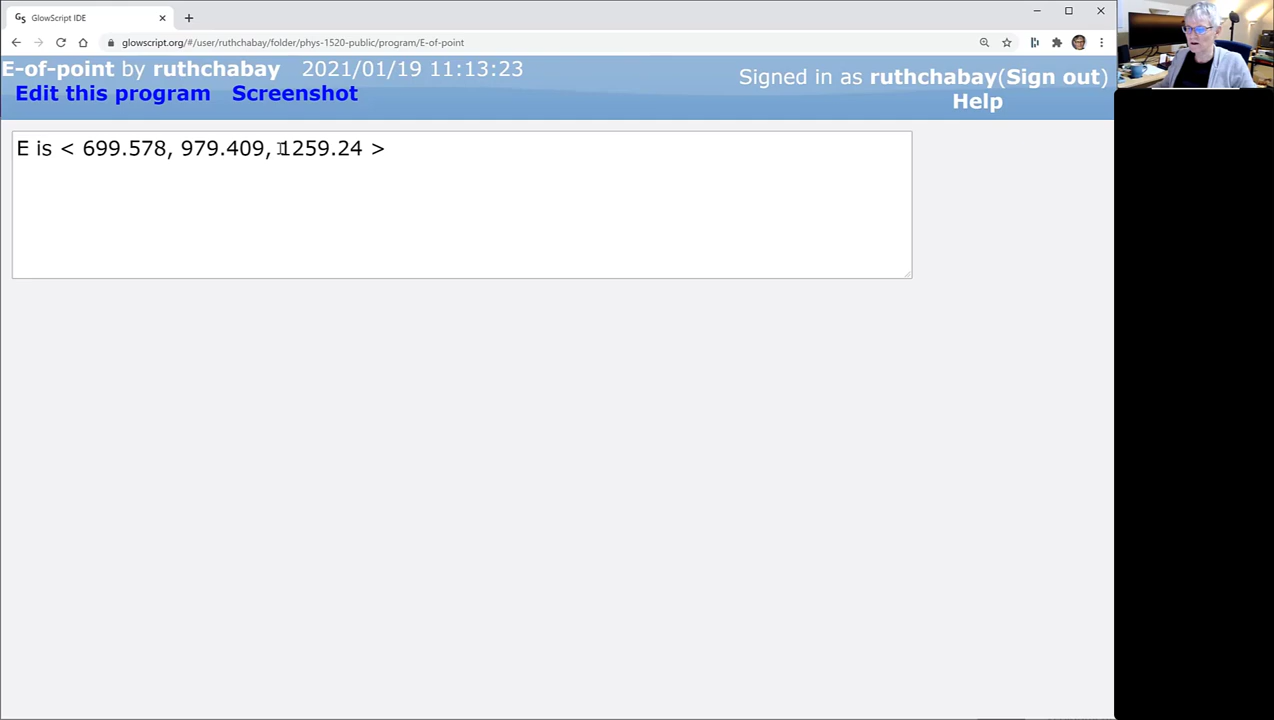 GlowScript IDE
glowscript.org/#/user/ruthchabay/folder/phys-1520-public/program/E-of-point
E-of-point by ruthchabay 2021/01/19 11:13:23
Signed in as ruthchabay(Sign out)
Edit this program Screenshot
Help
E is < 699.578, 979.409, 1259.24 >